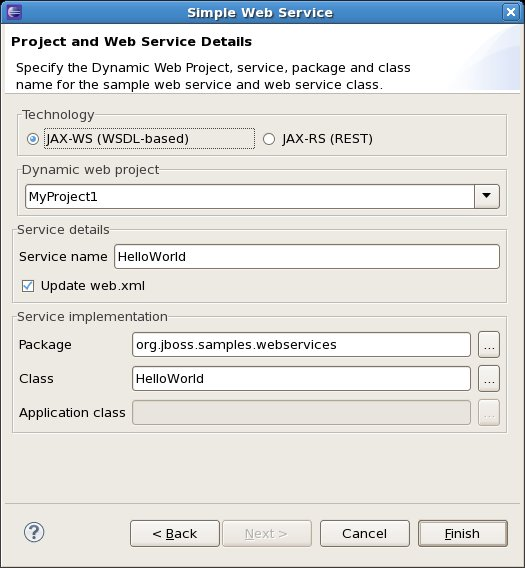 Simple Web Service
Project and Web Service Details
Specify the Dynamic Web Project, service, package and class
name for the sample web service and web service class.
Technology
JAX-WS (WSDL-based) JAX-RS (REST)
Dynamic web project
MyProject1
Service details
Service name HelloWorld
Update web.xml
Service implementation
Package org.jboss.samples.webservices ...
Class HelloWorld ...
Application class ...
? < Back Next > Cancel Finish